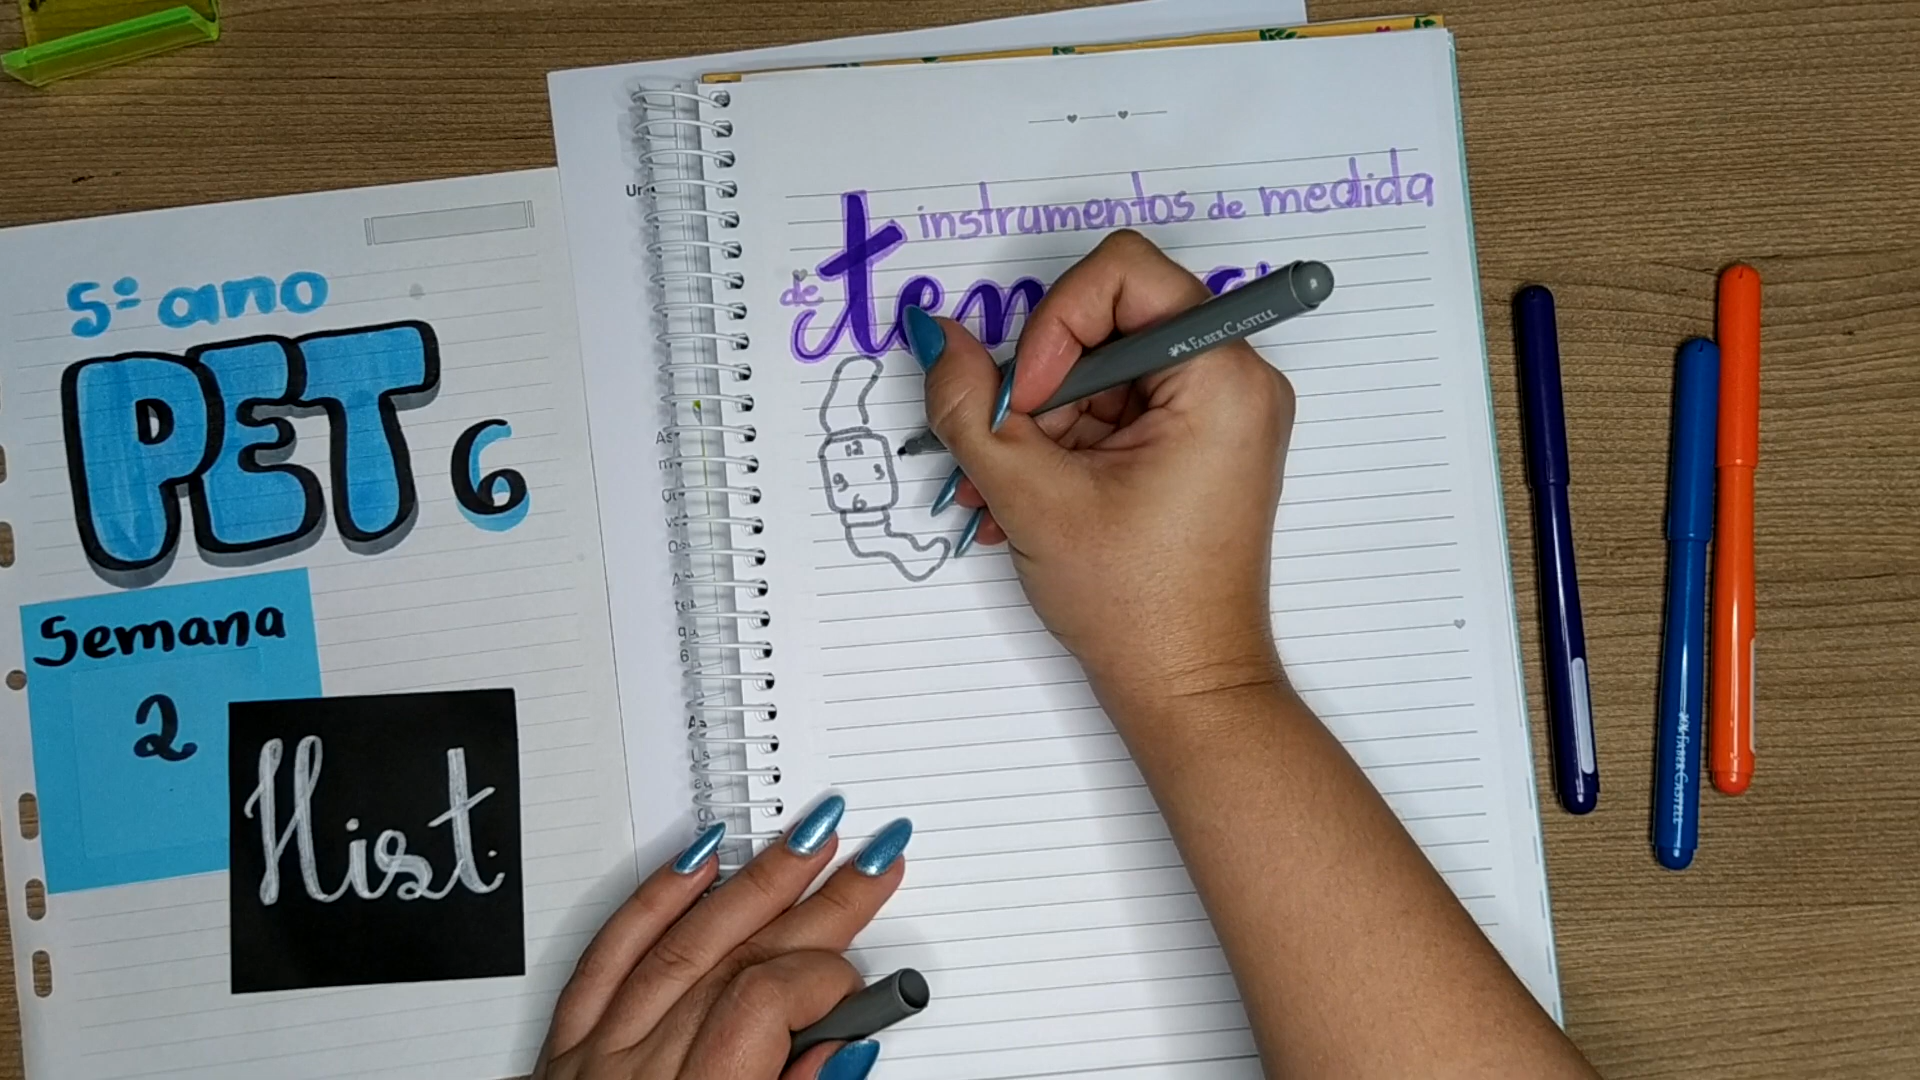 5º ano
PET 6
Semana
2
Hist.
instrumentos de medida
de
12
9 3
6
FABER CASTELL
FABER CASTELL